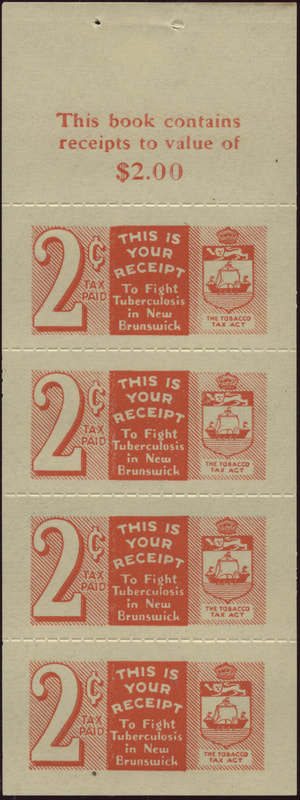 This book contains
receipts to value of
$2.00
2¢
TAX
PAID
THIS IS
YOUR
RECEIPT
To Fight
Tuberculosis
in New
Brunswick
THE TOBACCO
TAX ACT
2¢
TAX
PAID
THIS IS
YOUR
RECEIPT
To Fight
Tuberculosis
in New
Brunswick
THE TOBACCO
TAX ACT
2¢
TAX
PAID
THIS IS
YOUR
RECEIPT
To Fight
Tuberculosis
in New
Brunswick
THE TOBACCO
TAX ACT
2¢
TAX
PAID
THIS IS
YOUR
RECEIPT
To Fight
Tuberculosis
in New
Brunswick
THE TOBACCO
TAX ACT